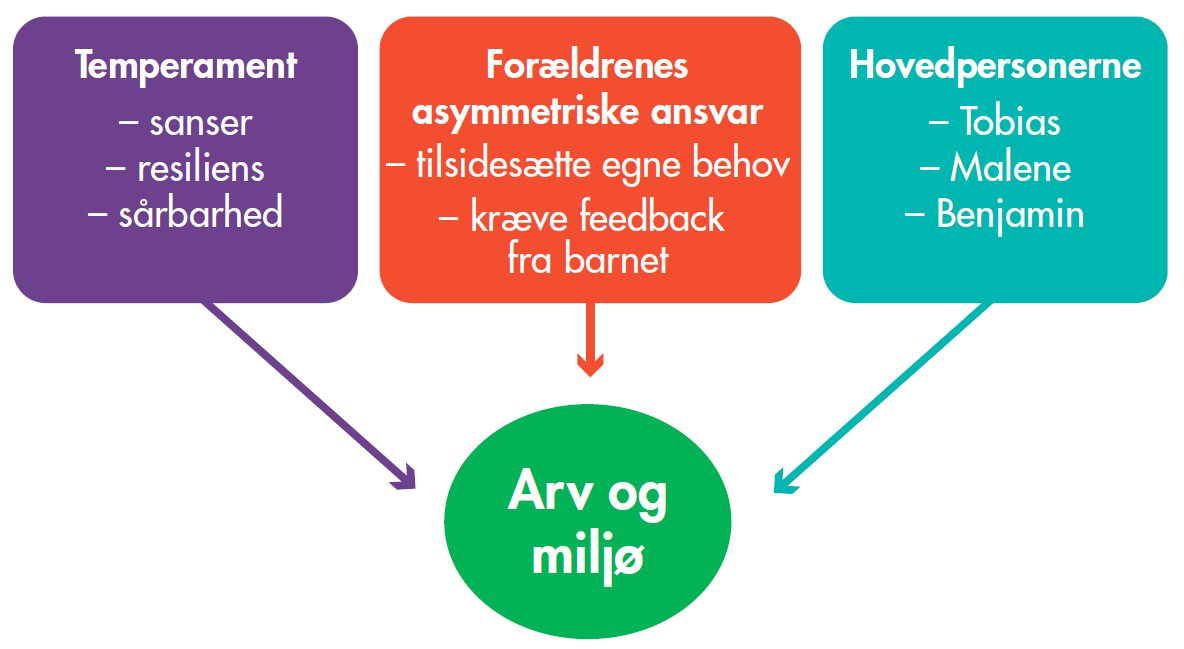 Temperament
– sanser
– resiliens
– sårbarhed
Forældrenes
asymmetriske ansvar
– tilsidesætte egne behov
– kræve feedback
fra barnet
Hovedpersonerne
– Tobias
– Malene
– Benjamin
Arv og
miljø